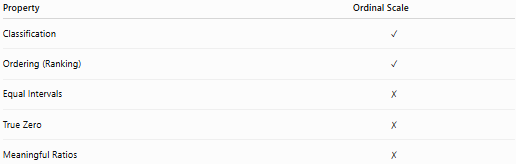 Property Ordinal Scale
Classification ✓
Ordering (Ranking) ✓
Equal Intervals ✗
True Zero ✗
Meaningful Ratios ✗